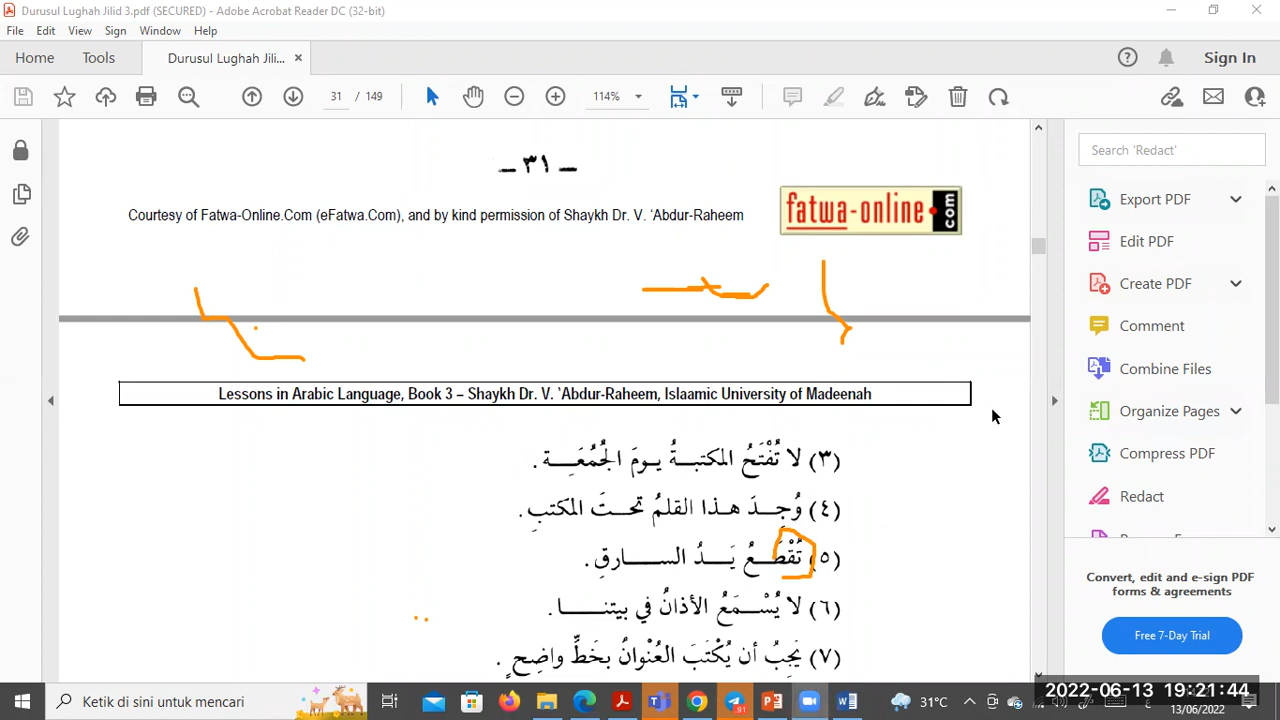 Durusul Lughah Jilid 3.pdf (SECURED) - Adobe Acrobat Reader DC (32-bit)
File Edit View Sign Window Help
Home Tools Durusul Lughah Jili... × Sign In
31 / 149 114%
– ٣١ –
Courtesy of Fatwa-Online.Com (eFatwa.Com), and by kind permission of Shaykh Dr. V. ‘Abdur-Raheem
fatwa-online.com
Lessons in Arabic Language, Book 3 – Shaykh Dr. V. ‘Abdur-Raheem, Islaamic University of Madeenah
(٣) لا تُفْتَحُ المكتبةُ يومَ الجُمُعَةِ .
(٤) وُجِدَ هذا القلمُ تحتَ المكتبِ .
(٥) تُقْطَعُ يَدُ السارقِ .
(٦) لا يُسْمَعُ الأذانُ في بيتنا .
(٧) يَجِبُ أن يُكْتَبَ العُنْوانُ بخَطٍّ واضِحٍ .
Search 'Redact'
Export PDF
Edit PDF
Create PDF
Comment
Combine Files
Organize Pages
Compress PDF
Redact
Convert, edit and e-sign PDF
forms & agreements
Free 7-Day Trial
Ketik di sini untuk mencari
91
31°C
2022-06-13 19:21:44
13/06/2022